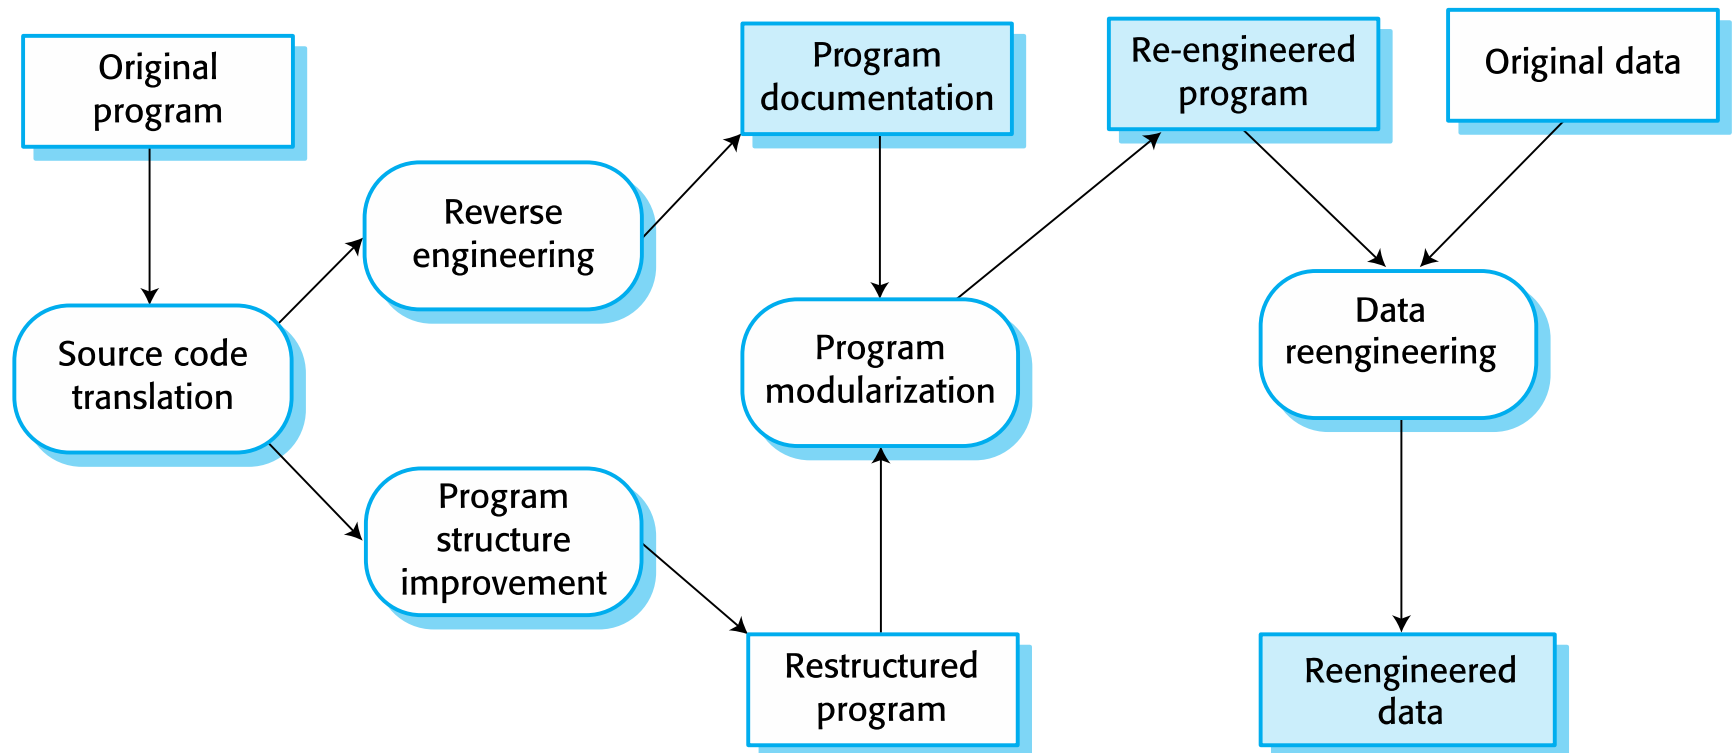 Original
program
Program
documentation
Re-engineered
program
Original data
Reverse
engineering
Source code
translation
Program
modularization
Data
reengineering
Program
structure
improvement
Restructured
program
Reengineered
data